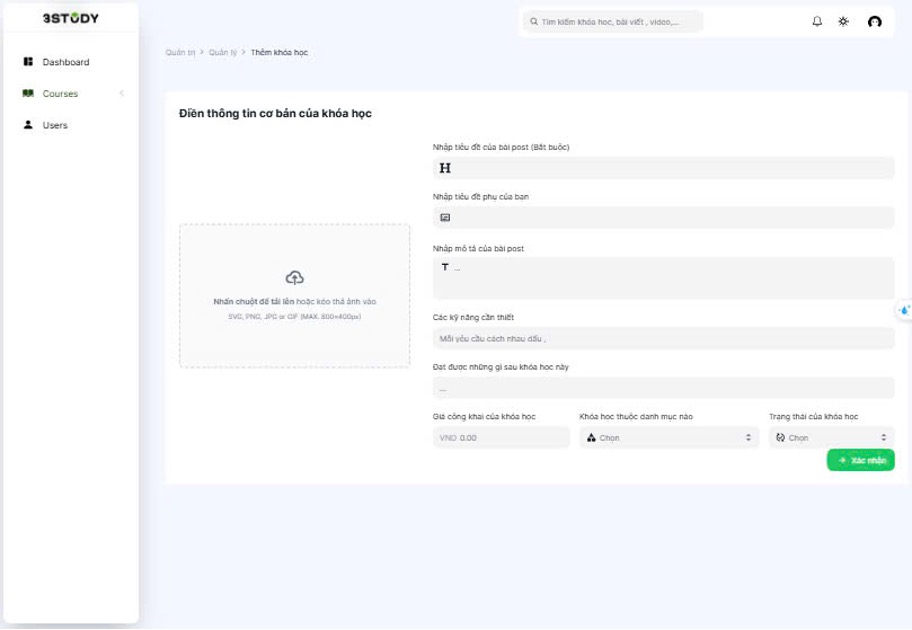 3STUDY
Tìm kiếm khóa học, bài viết , video,...
Dashboard
Courses
Users
Quản trị > Quản lý > Thêm khóa học
Điền thông tin cơ bản của khóa học
Nhấn chuột để tải lên hoặc kéo thả ảnh vào
SVG, PNG, JPG or GIF (MAX. 800x400px)
Nhập tiêu đề của bài post (Bắt buộc)
Nhập tiêu đề phụ của bạn
Nhập mô tả của bài post
...
Các kỹ năng cần thiết
Mỗi yêu cầu cách nhau dấu ,
Đạt được những gì sau khóa học này
...
Giá công khai của khóa học
VND 0.00
Khóa học thuộc danh mục nào
Chọn
Trạng thái của khóa học
Chọn
Xác nhận